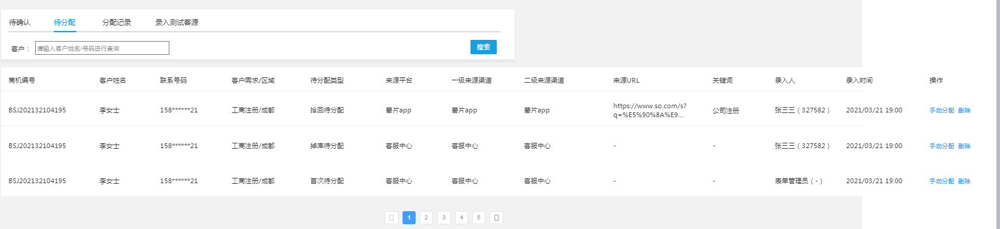 待确认 待分配 分配记录 录入测试客源
客户： 请输入客户姓名/号码进行查询 搜索
商机编号 客户姓名 联系号码 客户需求/区域 待分配类型 来源平台 一级来源渠道 二级来源渠道 来源URL 关键词 录入人 录入时间 操作
BSJ202132104195 李女士 158******21 工商注册/成都 拾回待分配 薯片app 薯片app 薯片app https://www.so.com/s? 公司注册 张三三（327582） 2021/03/21 19:00 手动分配 删除
q=%E5%90%8A%E9...
BSJ202132104195 李女士 158******21 工商注册/成都 掉库待分配 客服中心 客服中心 客服中心 - - 张三三（327582） 2021/03/21 19:00 手动分配 删除
BSJ202132104195 李女士 158******21 工商注册/成都 首次待分配 客服中心 客服中心 客服中心 - - 表单管理员（-） 2021/03/21 19:00 手动分配 删除
1 2 3 4 5